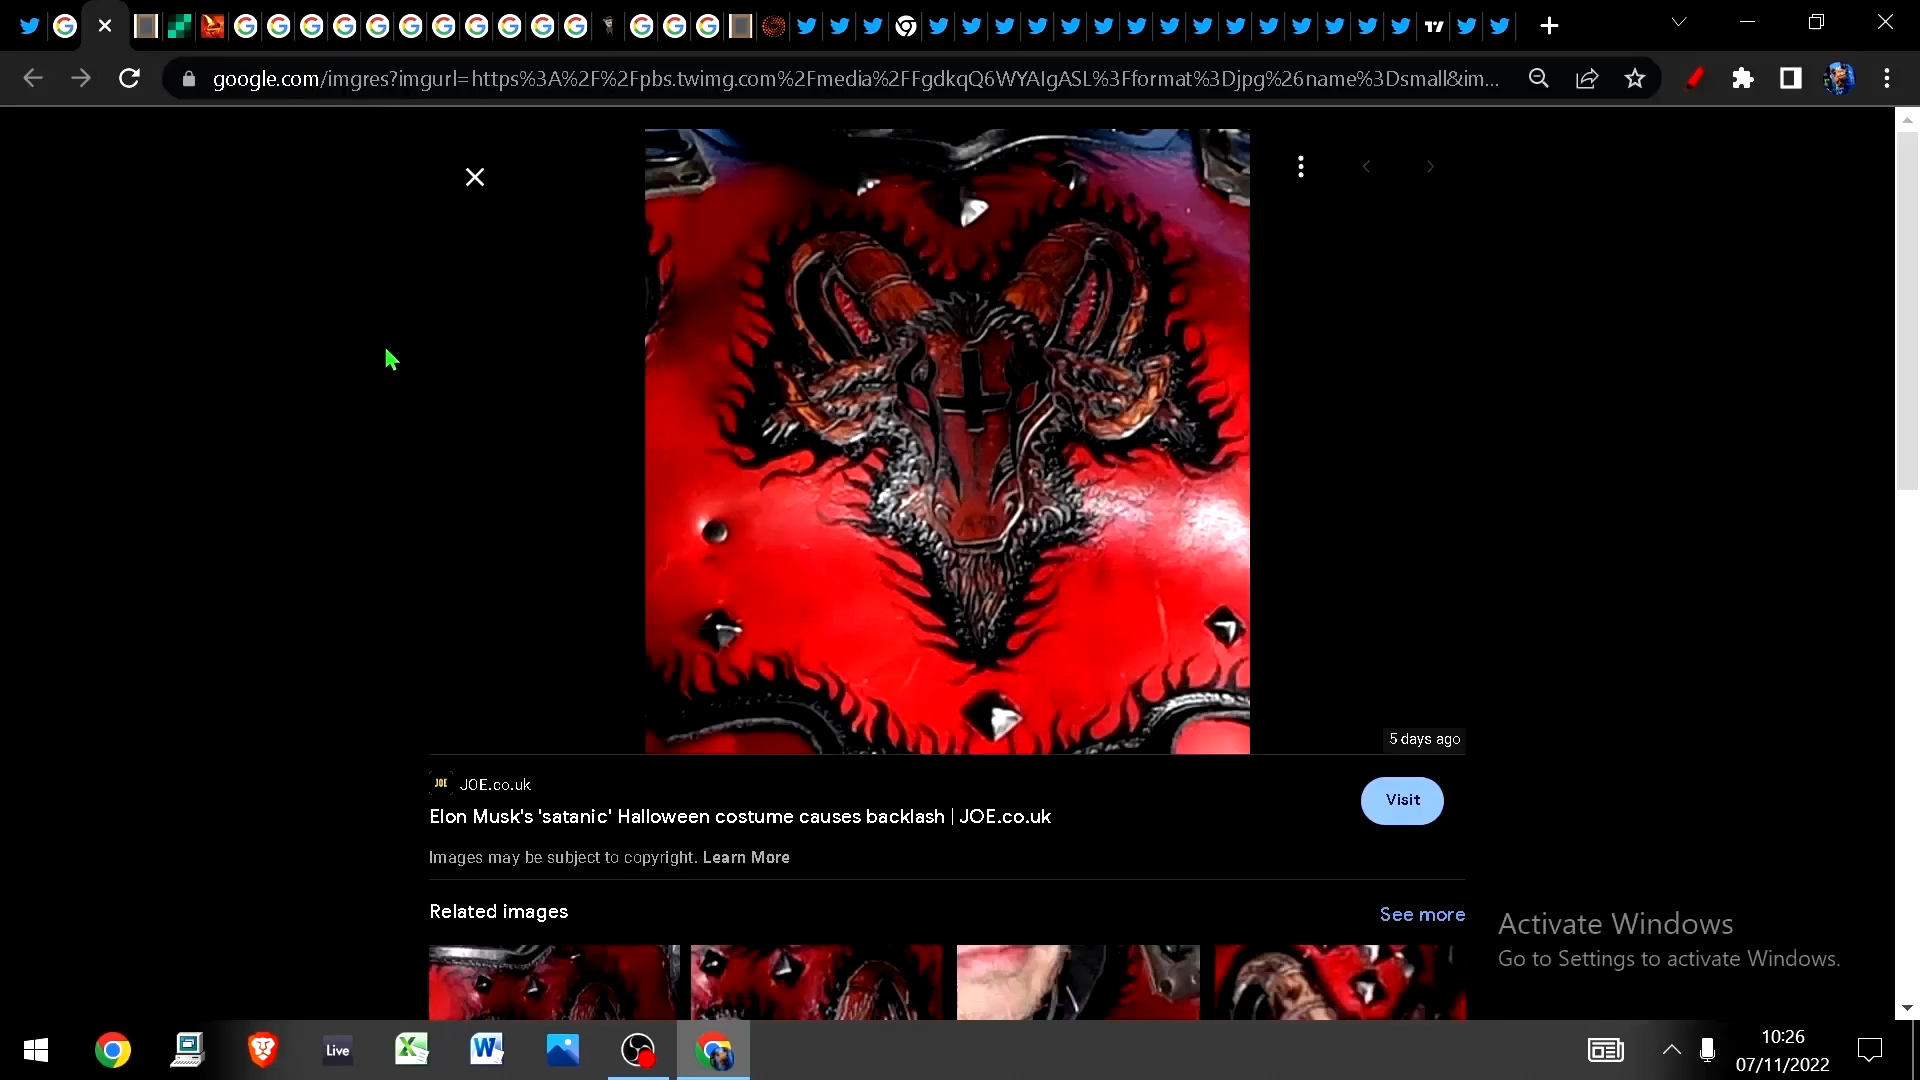 google.com/imgres?imgurl=https%3A%2F%2Fpbs.twimg.com%2Fmedia%2FFgdkqQ6WYAIgASL%3Fformat%3Djpg%26name%3Dsmall&im...
5 days ago
JOE JOE.co.uk
Elon Musk's 'satanic' Halloween costume causes backlash | JOE.co.uk
Visit
Images may be subject to copyright. Learn More
Related images
See more
Activate Windows
Go to Settings to activate Windows.
Live
10:26
07/11/2022